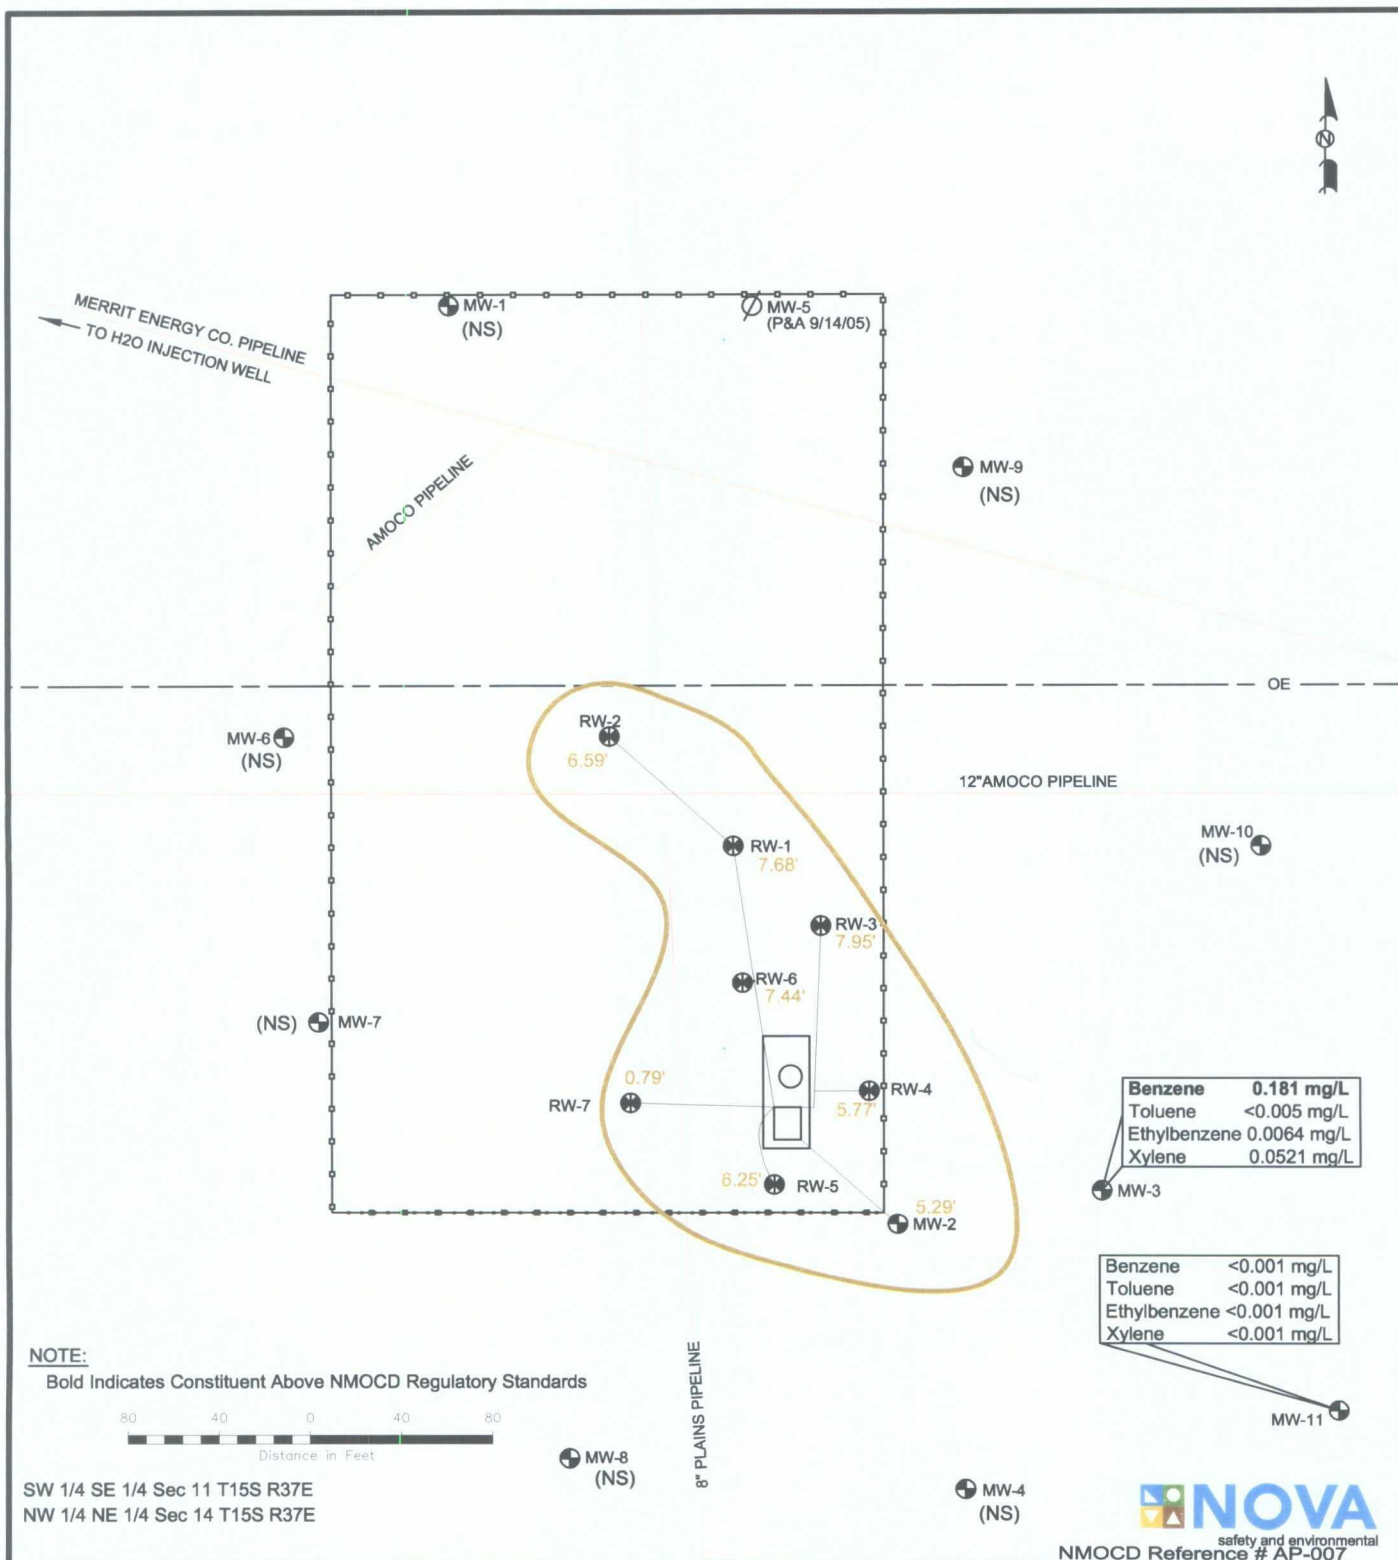 N
MW-1
(NS)
MW-5
(P&A 9/14/05)
MERRIT ENERGY CO. PIPELINE
TO H2O INJECTION WELL
AMOCO PIPELINE
MW-9
(NS)
OE
RW-2
6.59'
MW-6
(NS)
12"AMOCO PIPELINE
MW-10
(NS)
RW-1
7.68'
RW-3
7.95'
RW-6
7.44'
(NS) MW-7
0.79'
RW-7
RW-4
5.77'
Benzene 0.181 mg/L
Toluene <0.005 mg/L
Ethylbenzene 0.0064 mg/L
Xylene 0.0521 mg/L
MW-3
6.25'
RW-5
5.29'
MW-2
Benzene <0.001 mg/L
Toluene <0.001 mg/L
Ethylbenzene <0.001 mg/L
Xylene <0.001 mg/L
MW-11
8" PLAINS PIPELINE
NOTE:
Bold Indicates Constituent Above NMOCD Regulatory Standards
80 40 0 40 80
Distance in Feet
MW-8
(NS)
MW-4
(NS)
SW 1/4 SE 1/4 Sec 11 T15S R37E
NW 1/4 NE 1/4 Sec 14 T15S R37E
NOVA
safety and environmental
NMOCD Reference # AP-007